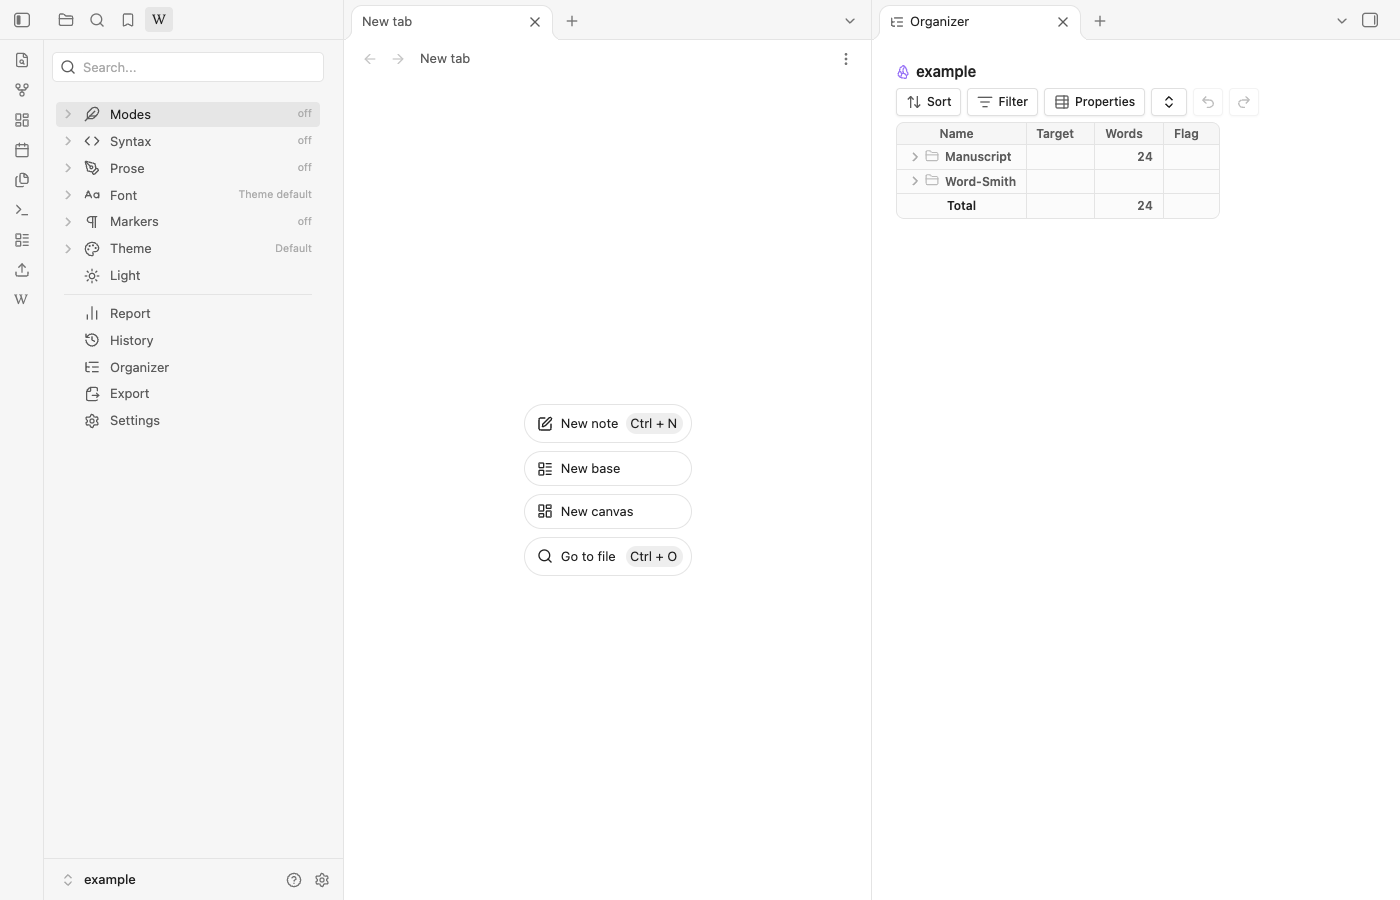 W
New tab
Organizer
Search...
New tab
example
Modes off
Syntax off
Prose off
Font Theme default
Markers off
Theme Default
Light
Report
History
Organizer
Export
Settings
W
New note Ctrl + N
New base
New canvas
Go to file Ctrl + O
Sort Filter Properties
Name Target Words Flag
Manuscript 24
Word-Smith
Total 24
example